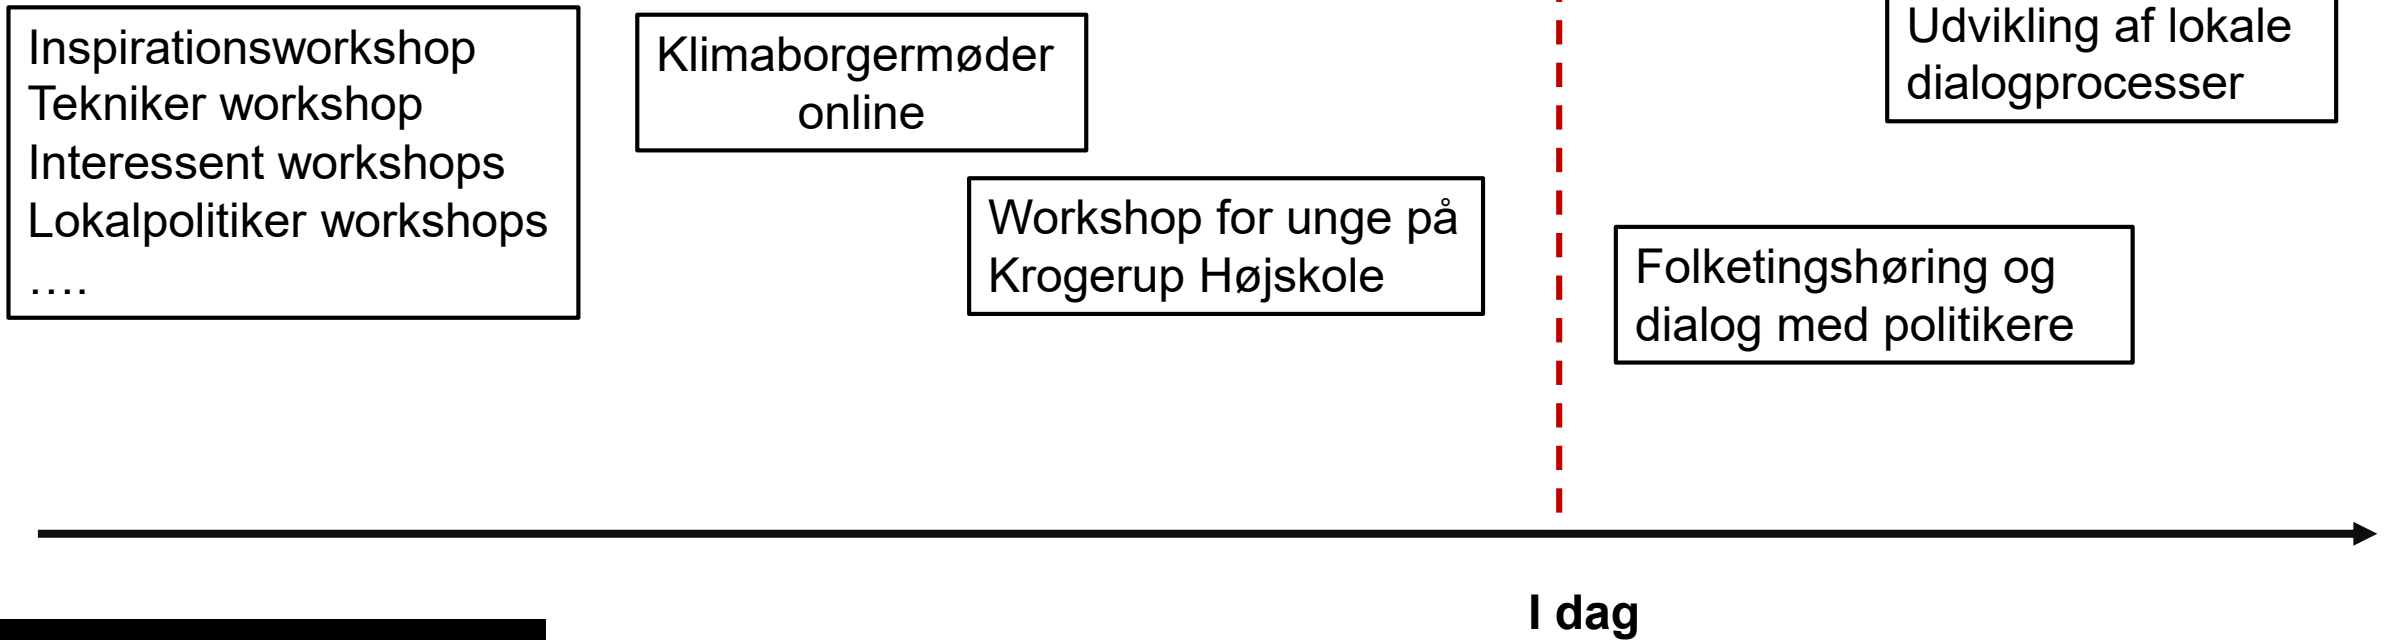 Inspirationsworkshop
Tekniker workshop
Interessent workshops
Lokalpolitiker workshops
….
Klimaborgermøder
online
Workshop for unge på
Krogerup Højskole
Udvikling af lokale
dialogprocesser
Folketingshøring og
dialog med politikere
I dag